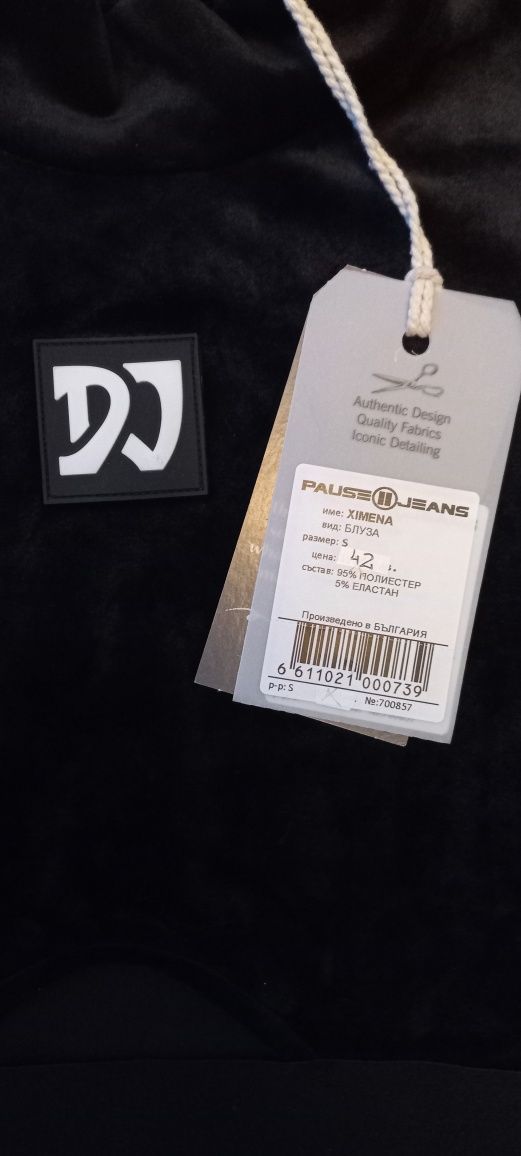 DJ
Authentic Design
Quality Fabrics
Iconic Detailing
PAUSE JEANS
име: XIMENA
вид: БЛУЗА
размер: S
цена: 42 в.
състав: 95% ПОЛИЕСТЕР
5% ЕЛАСТАН
Произведено в БЪЛГАРИЯ
6 611021 000739
р-р: S
№:700857